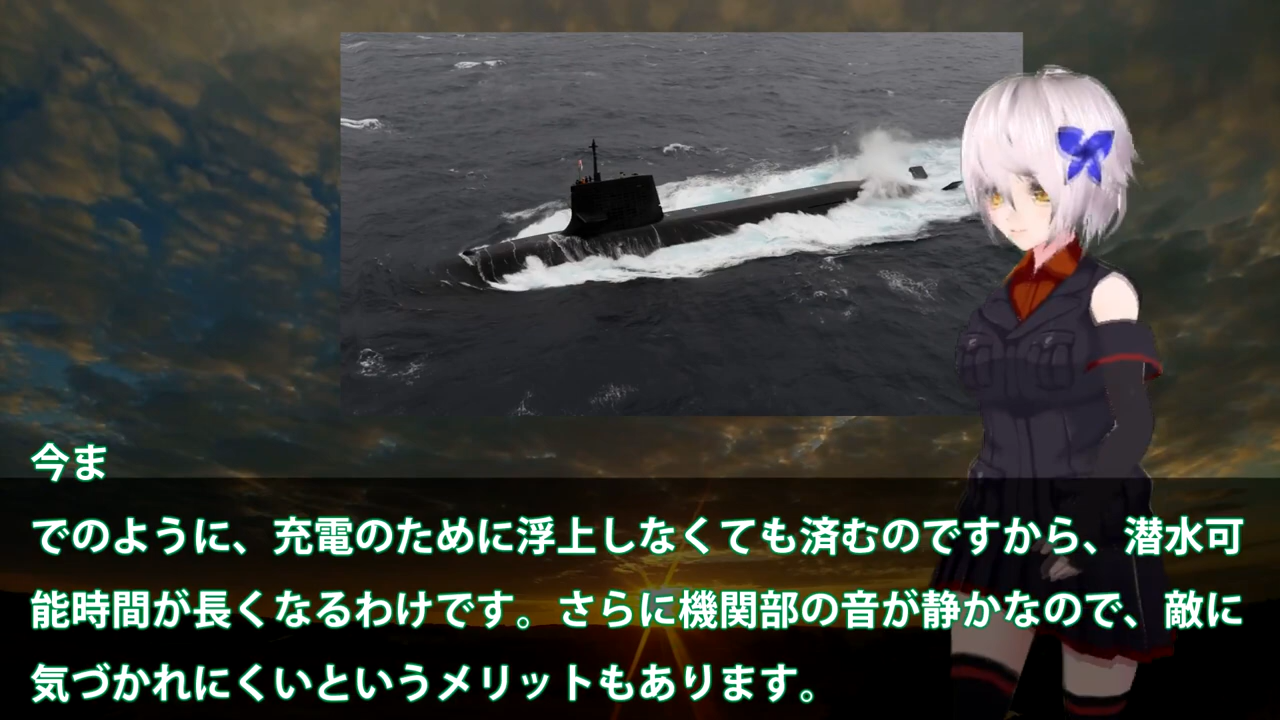 今ま
でのように、充電のために浮上しなくても済むのですから、潜水可
能時間が長くなるわけです。さらに機関部の音が静かなので、敵に
気づかれにくいというメリットもあります。